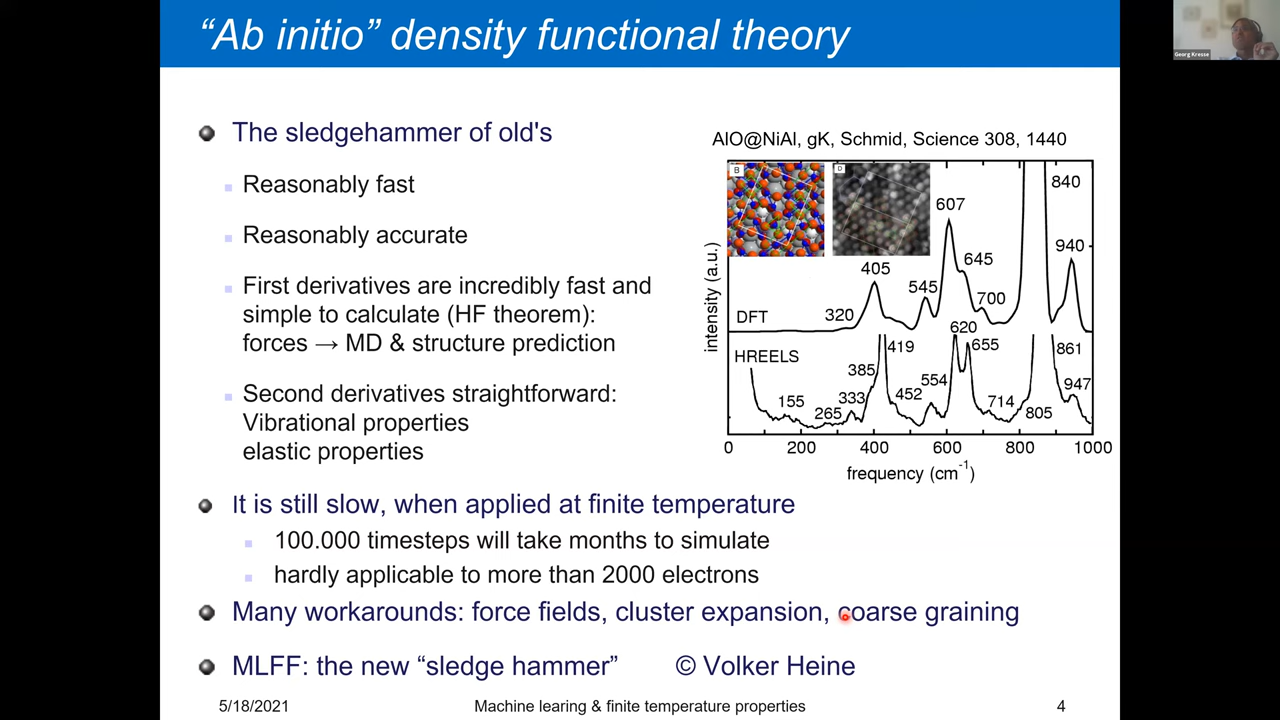 “Ab initio” density functional theory
Georg Kresse
The sledgehammer of old's
Reasonably fast
Reasonably accurate
First derivatives are incredibly fast and
simple to calculate (HF theorem):
forces → MD & structure prediction
Second derivatives straightforward:
Vibrational properties
elastic properties
AlO@NiAl, gK, Schmid, Science 308, 1440
B
D
840
607
940
645
405
545
700
320
DFT
620
intensity (a.u.)
HREELS
419
655
861
385
554
947
452
333
155
265
714
805
0 200 400 600 800 1000
frequency (cm-1)
It is still slow, when applied at finite temperature
100.000 timesteps will take months to simulate
hardly applicable to more than 2000 electrons
Many workarounds: force fields, cluster expansion, coarse graining
MLFF: the new “sledge hammer” © Volker Heine
5/18/2021 Machine learing & finite temperature properties 4